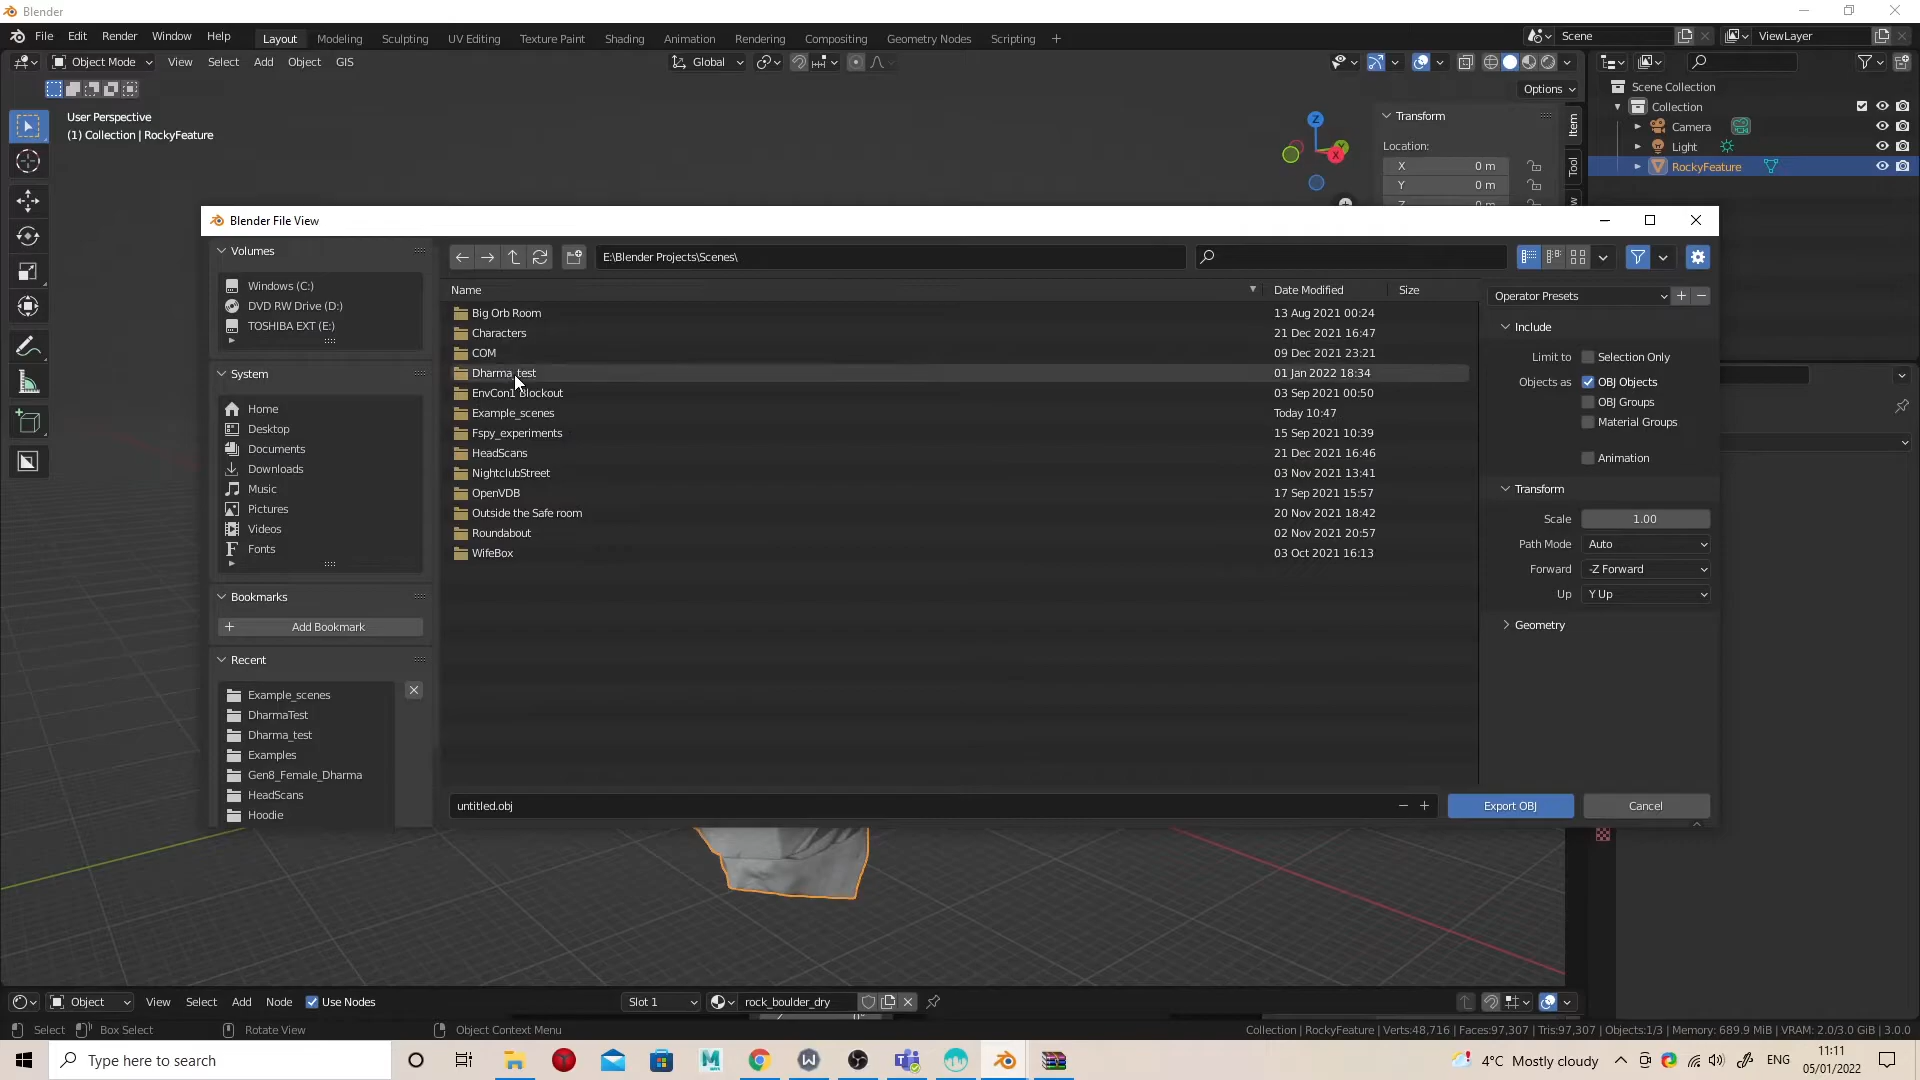 Blender
File Edit Render Window Help Layout Modeling Sculpting UV Editing Texture Paint Shading Animation Rendering Compositing Geometry Nodes Scripting + Scene ViewLayer
Object Mode View Select Add Object GIS Global
Options
User Perspective
(1) Collection | RockyFeature
Z
Y
X
Transform
Location:
X 0 m
Y 0 m
Item
Tool
Scene Collection
Collection
Camera
Light
RockyFeature
Blender File View
Volumes
Windows (C:)
DVD RW Drive (D:)
TOSHIBA EXT (E:)
System
Home
Desktop
Documents
Downloads
Music
Pictures
Videos
Fonts
Bookmarks
Add Bookmark
Recent
Example_scenes
DharmaTest
Dharma_test
Examples
Gen8_Female_Dharma
HeadScans
Hoodie
E:\Blender Projects\Scenes\
Name Date Modified Size
Big Orb Room 13 Aug 2021 00:24
Characters 21 Dec 2021 16:47
COM 09 Dec 2021 23:21
Dharma_test 01 Jan 2022 18:34
EnvCon1 Blockout 03 Sep 2021 00:50
Example_scenes Today 10:47
Fspy_experiments 15 Sep 2021 10:39
HeadScans 21 Dec 2021 16:46
NightclubStreet 03 Nov 2021 13:41
OpenVDB 17 Sep 2021 15:57
Outside the Safe room 20 Nov 2021 18:42
Roundabout 02 Nov 2021 20:57
WifeBox 03 Oct 2021 16:13
Operator Presets
Include
Limit to Selection Only
Objects as OBJ Objects
OBJ Groups
Material Groups
Animation
Transform
Scale 1.00
Path Mode Auto
Forward -Z Forward
Up Y Up
Geometry
untitled.obj Export OBJ Cancel
Object View Select Add Node Use Nodes Slot 1 rock_boulder_dry
Select Box Select Rotate View Object Context Menu Collection | RockyFeature | Verts:48,716 | Faces:97,307 | Tris:97,307 | Objects:1/3 | Memory: 689.9 MiB | VRAM: 2.0/3.0 GiB | 3.0.0
Type here to search 4°C Mostly cloudy ENG 11:11
05/01/2022